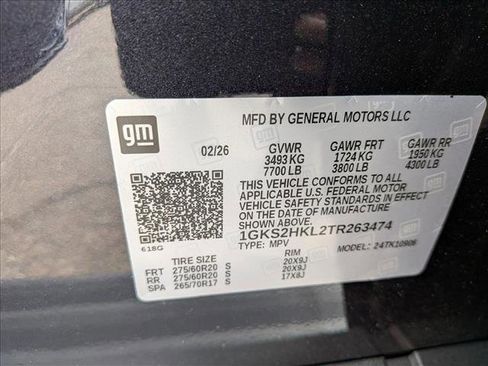 gm
MFD BY GENERAL MOTORS LLC
02/26 GVWR GAWR FRT GAWR RR
3493 KG 1724 KG 1950 KG
7700 LB 3800 LB 4300 LB
THIS VEHICLE CONFORMS TO ALL
APPLICABLE U.S. FEDERAL MOTOR
VEHICLE SAFETY STANDARDS IN EFFECT
ON THE DATE OF MANUFACTURE
SHOWN ABOVE.
1GKS2HKL2TR263474
618G TYPE: MPV MODEL: 24TK10906
TIRE SIZE RIM
FRT 275/60R20 S 20X9J
RR 275/60R20 S 20X9J
SPA 265/70R17 S 17X8J